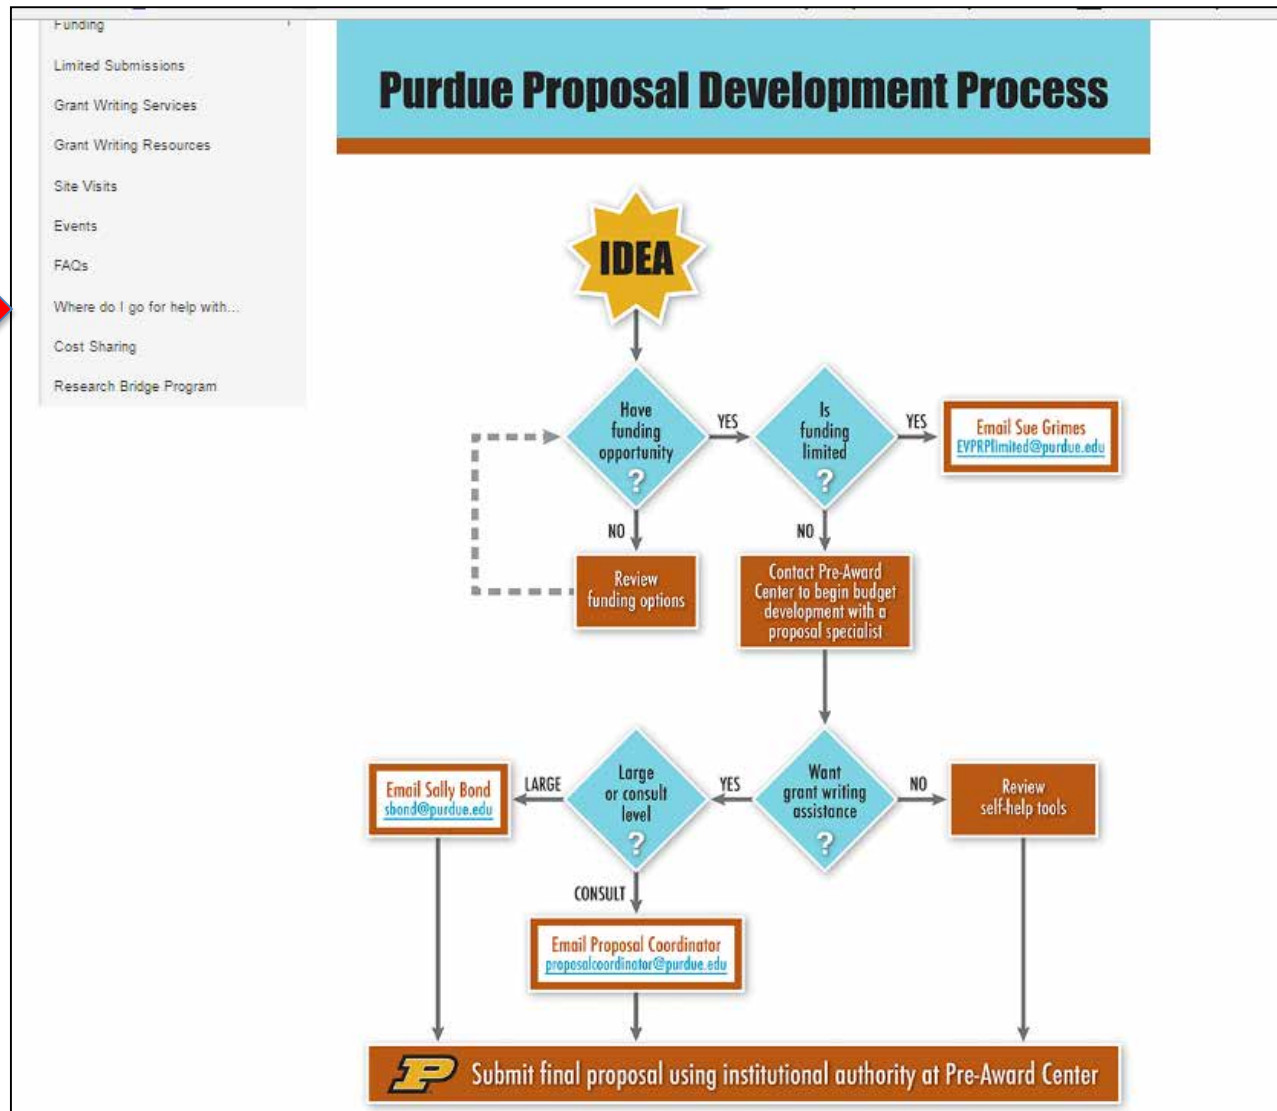 Funding
Limited Submissions
Grant Writing Services
Grant Writing Resources
Site Visits
Events
FAQs
Where do I go for help with...
Cost Sharing
Research Bridge Program
Purdue Proposal Development Process
IDEA
Have
funding
opportunity
?
YES
Is
funding
limited
?
YES
Email Sue Grimes
EVPRPlimited@purdue.edu
NO
Review
funding options
NO
Contact Pre-Award
Center to begin budget
development with a
proposal specialist
Want
grant writing
assistance
?
NO
Review
self-help tools
YES
Large
or consult
level
?
LARGE
Email Sally Bond
sbond@purdue.edu
CONSULT
Email Proposal Coordinator
proposalcoordinator@purdue.edu
P Submit final proposal using institutional authority at Pre-Award Center